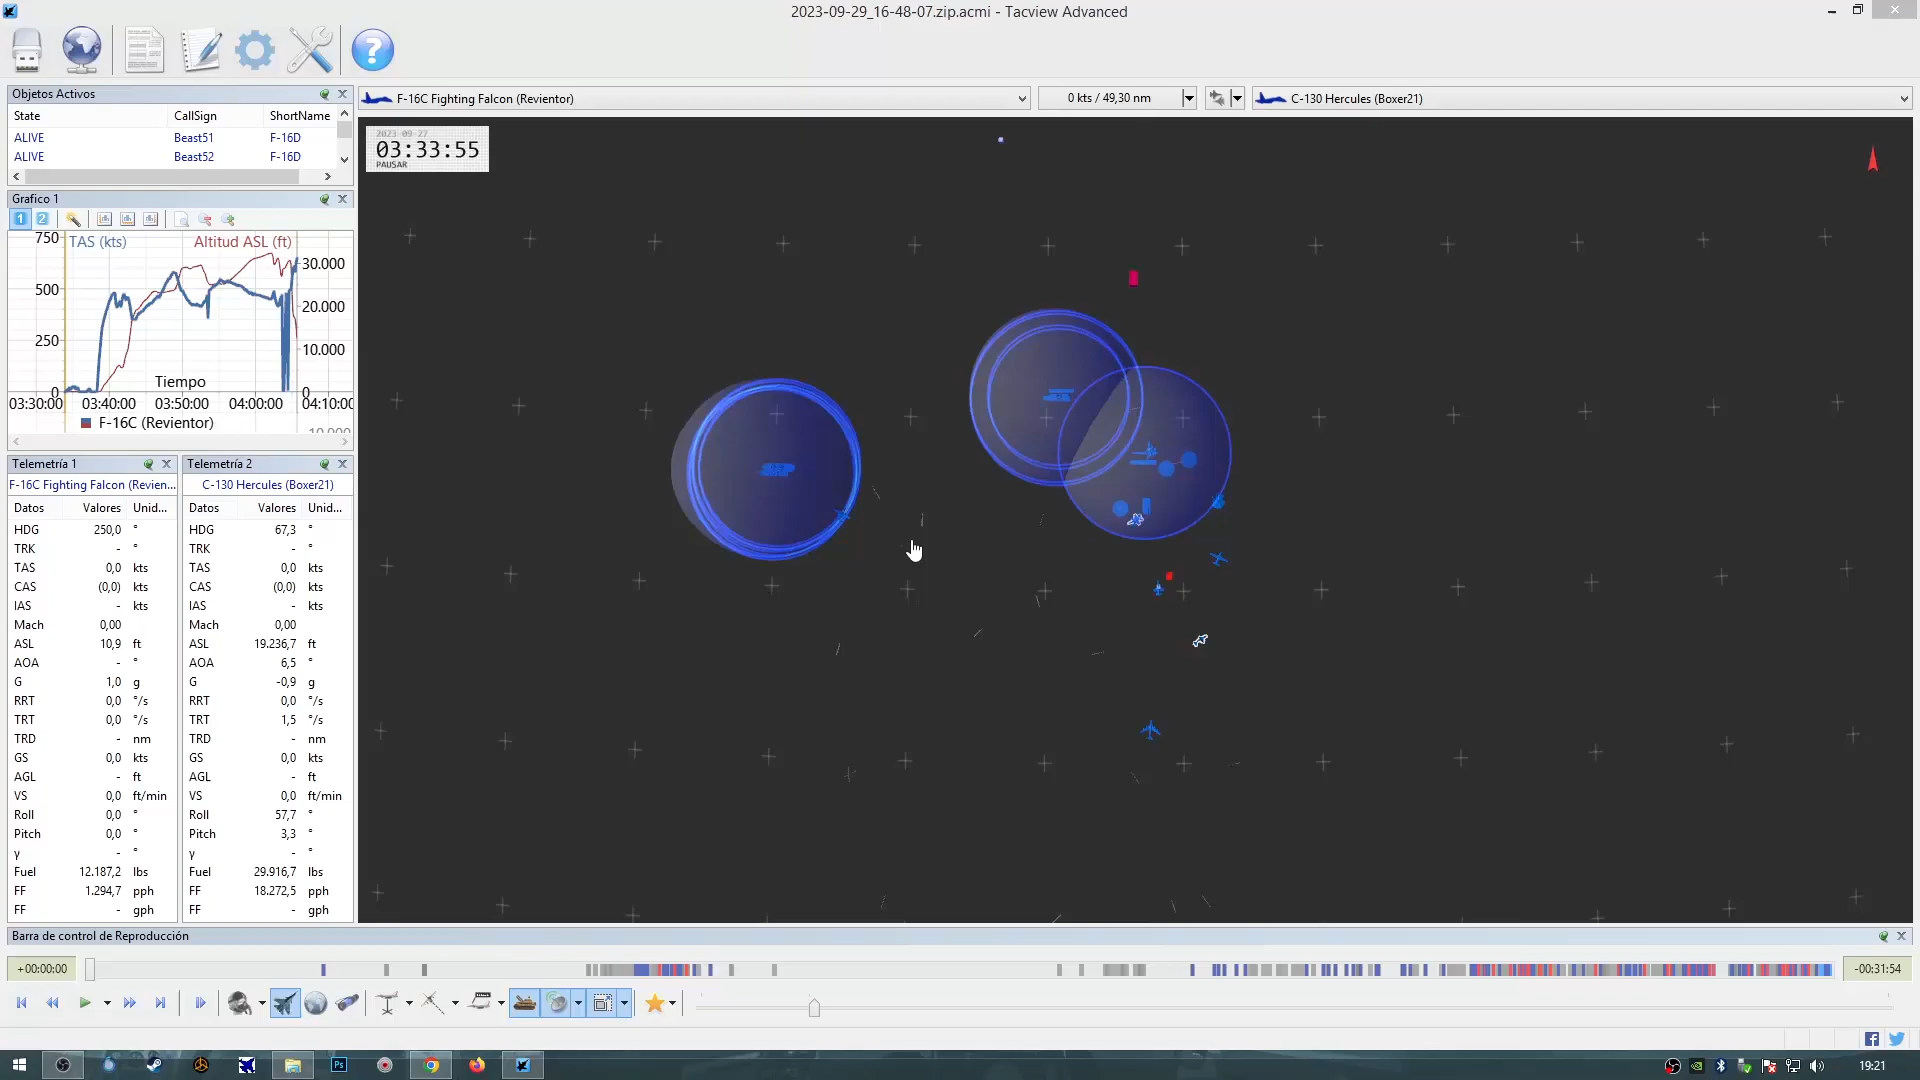 2023-09-29_16-48-07.zip.acmi - Tacview Advanced
Objetos Activos
State CallSign ShortName
ALIVE Beast51 F-16D
ALIVE Beast52 F-16D
F-16C Fighting Falcon (Revientor) 0 kts / 49,30 nm C-130 Hercules (Boxer21)
2023 09-27
03:33:55
PAUSAR
Grafico 1
1 2
750 TAS (kts) Altitud ASL (ft)
30.000
500
20.000
250
10.000
Tiempo
0 0
03:30:00 03:40:00 03:50:00 04:00:00 04:10:00
F-16C (Revientor)
Telemetría 1 Telemetría 2
F-16C Fighting Falcon (Revien... C-130 Hercules (Boxer21)
Datos Valores Unid... Datos Valores Unid...
HDG 250,0 ° HDG 67,3 °
TRK - ° TRK - °
TAS 0,0 kts TAS 0,0 kts
CAS (0,0) kts CAS (0,0) kts
IAS - kts IAS - kts
Mach 0,00 Mach 0,00
ASL 10,9 ft ASL 19.236,7 ft
AOA - ° AOA 6,5 °
G 1,0 g G -0,9 g
RRT 0,0 °/s RRT 0,0 °/s
TRT 0,0 °/s TRT 1,5 °/s
TRD - nm TRD - nm
GS 0,0 kts GS 0,0 kts
AGL - ft AGL - ft
VS 0,0 ft/min VS 0,0 ft/min
Roll 0,0 ° Roll 57,7 °
Pitch 0,0 ° Pitch 3,3 °
γ - ° γ - °
Fuel 12.187,2 lbs Fuel 29.916,7 lbs
FF 1.294,7 pph FF 18.272,5 pph
FF - gph FF - gph
Barra de control de Reproducción
+00:00:00 -00:31:54
Ps
19:21